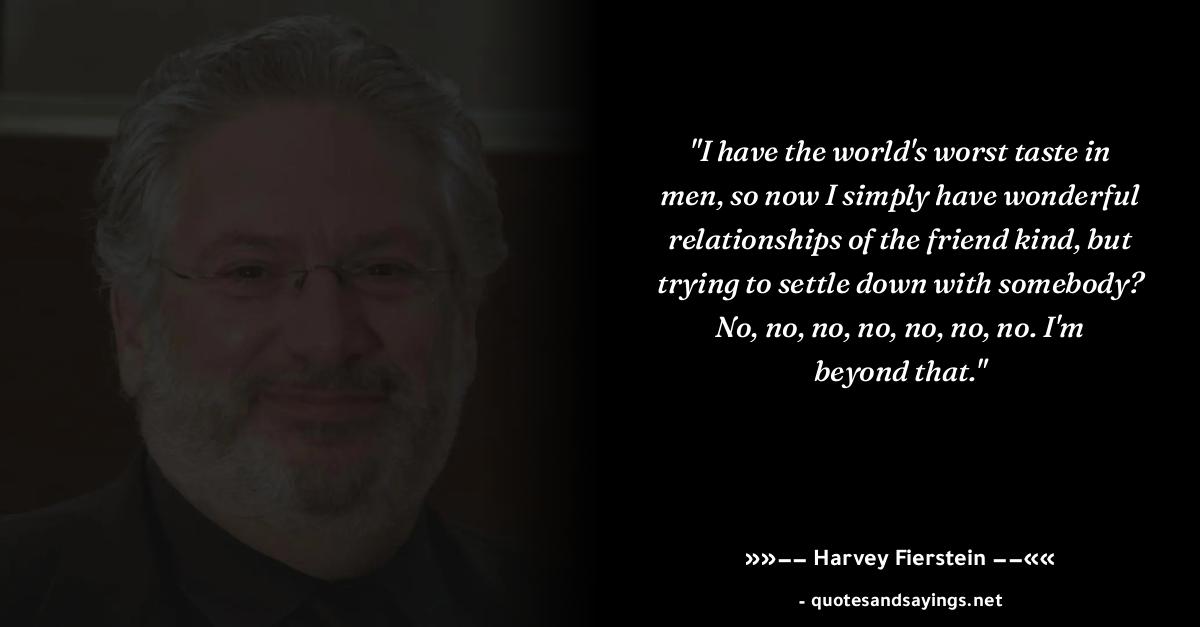 "I have the world's worst taste in
men, so now I simply have wonderful
relationships of the friend kind, but
trying to settle down with somebody?
No, no, no, no, no, no, no. I'm
beyond that."
»»−− Harvey Fierstein −−««
- quotesandsayings.net